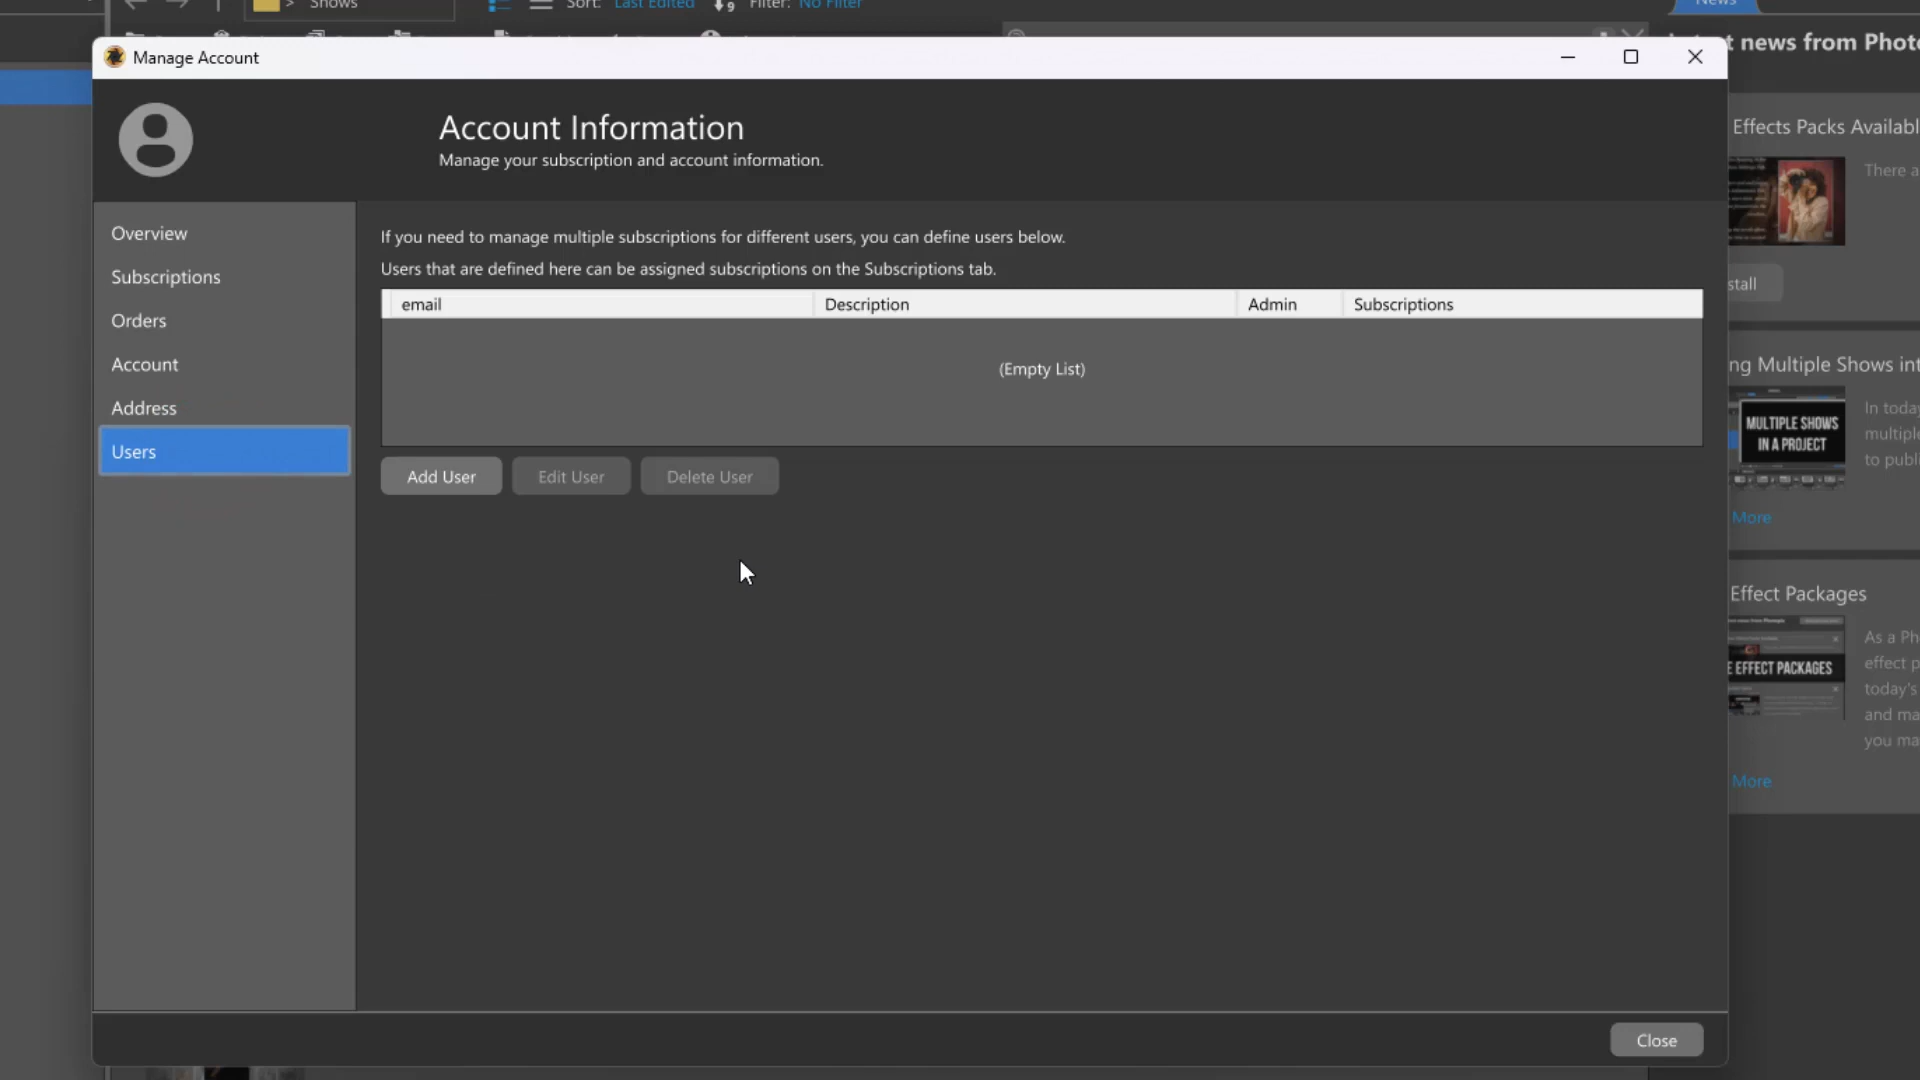 Shows
Sort: Last Edited
Filter: No Filter
News
Manage Account
news from Photo
Account Information
Manage your subscription and account information.
Effects Packs Availabl
There a
stall
Overview
Subscriptions
Orders
Account
Address
Users
If you need to manage multiple subscriptions for different users, you can define users below.
Users that are defined here can be assigned subscriptions on the Subscriptions tab.
email
Description
Admin
Subscriptions
(Empty List)
Add User
Edit User
Delete User
ng Multiple Shows int
MULTIPLE SHOWS
IN A PROJECT
In today
multiple
to publi
More
Effect Packages
E EFFECT PACKAGES
As a Ph
effect p
today's
and ma
you ma
More
Close